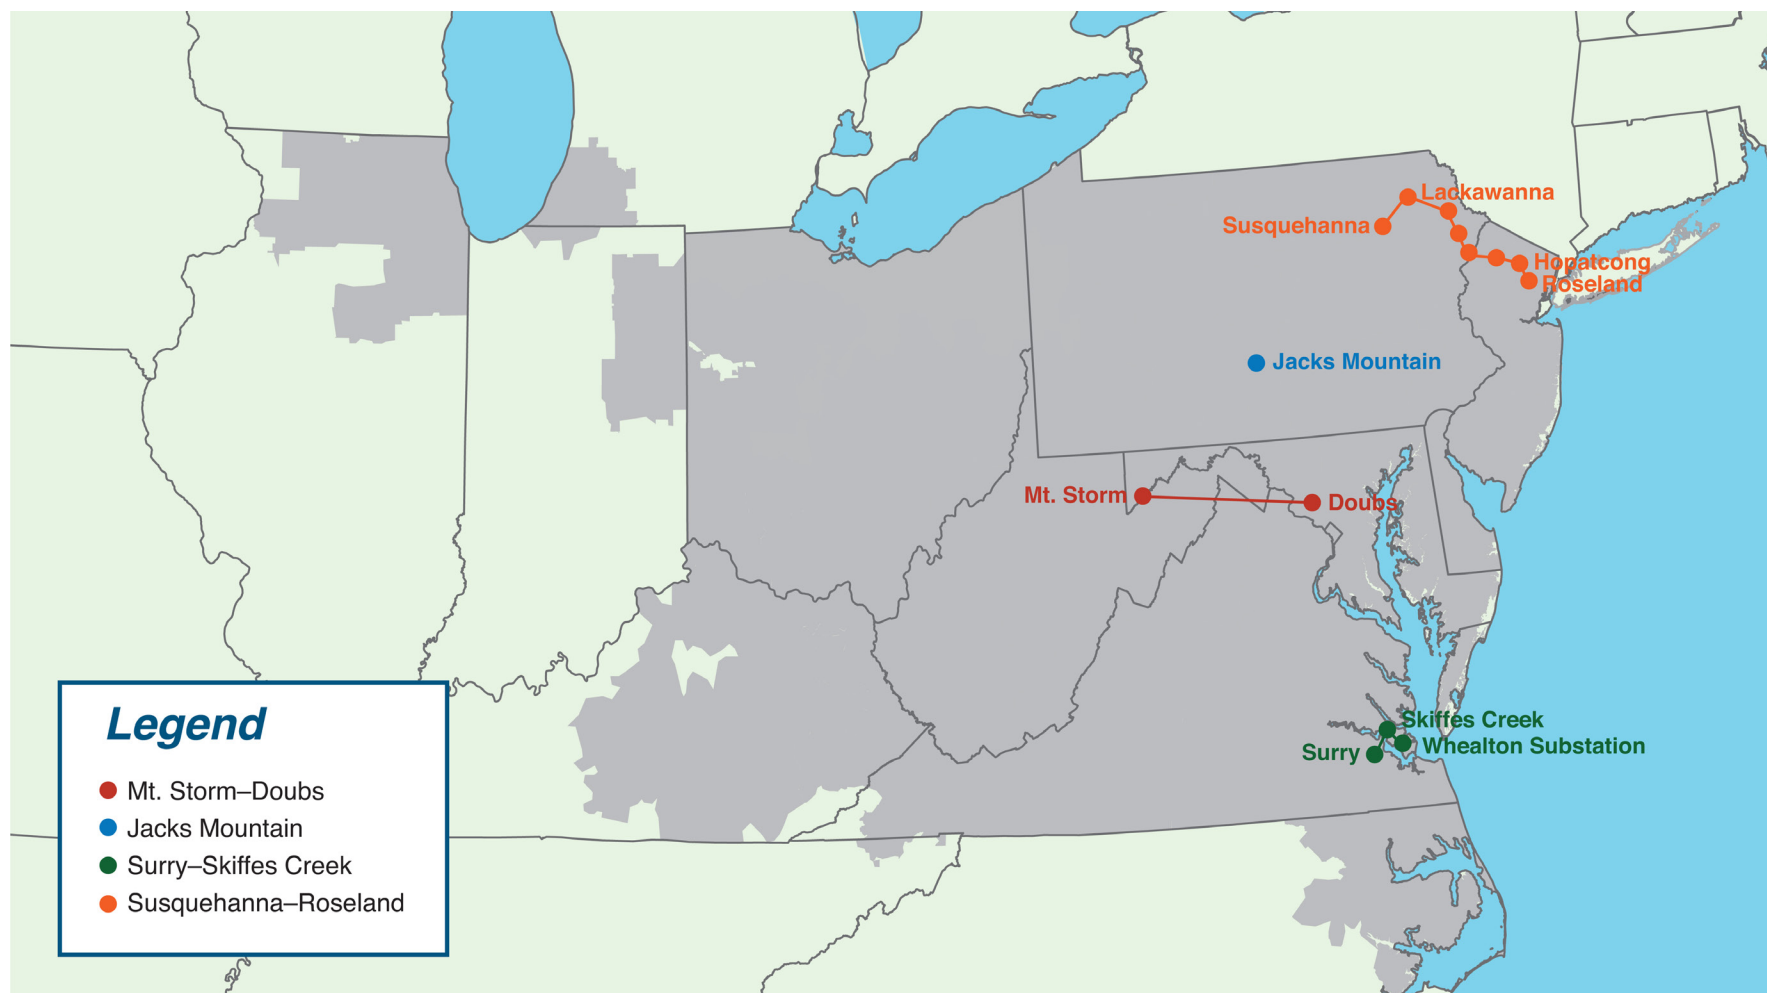 Lackawanna
Susquehanna
Hopatcong
Roseland
Jacks Mountain
Mt. Storm
Doubs
Skiffes Creek
Whealton Substation
Surry
Legend
Mt. Storm–Doubs
Jacks Mountain
Surry–Skiffes Creek
Susquehanna–Roseland